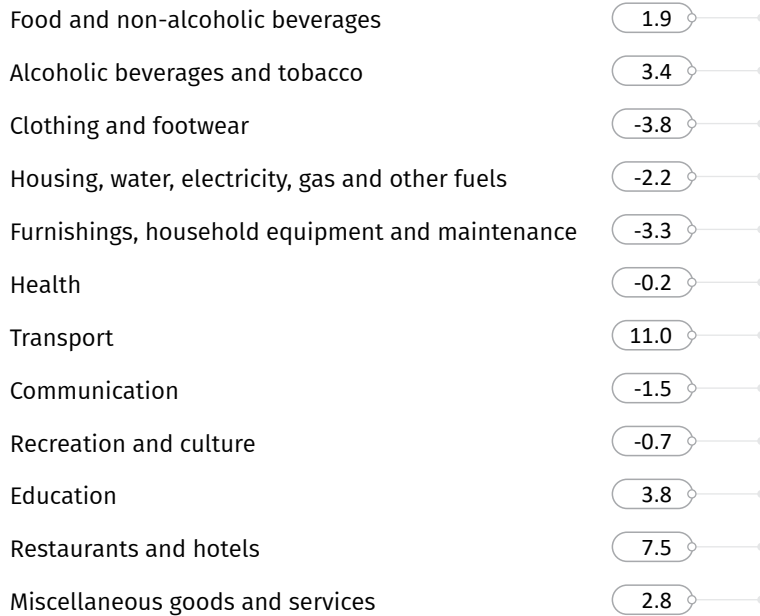 Food and non-alcoholic beverages 1.9
Alcoholic beverages and tobacco 3.4
Clothing and footwear -3.8
Housing, water, electricity, gas and other fuels -2.2
Furnishings, household equipment and maintenance -3.3
Health -0.2
Transport 11.0
Communication -1.5
Recreation and culture -0.7
Education 3.8
Restaurants and hotels 7.5
Miscellaneous goods and services 2.8